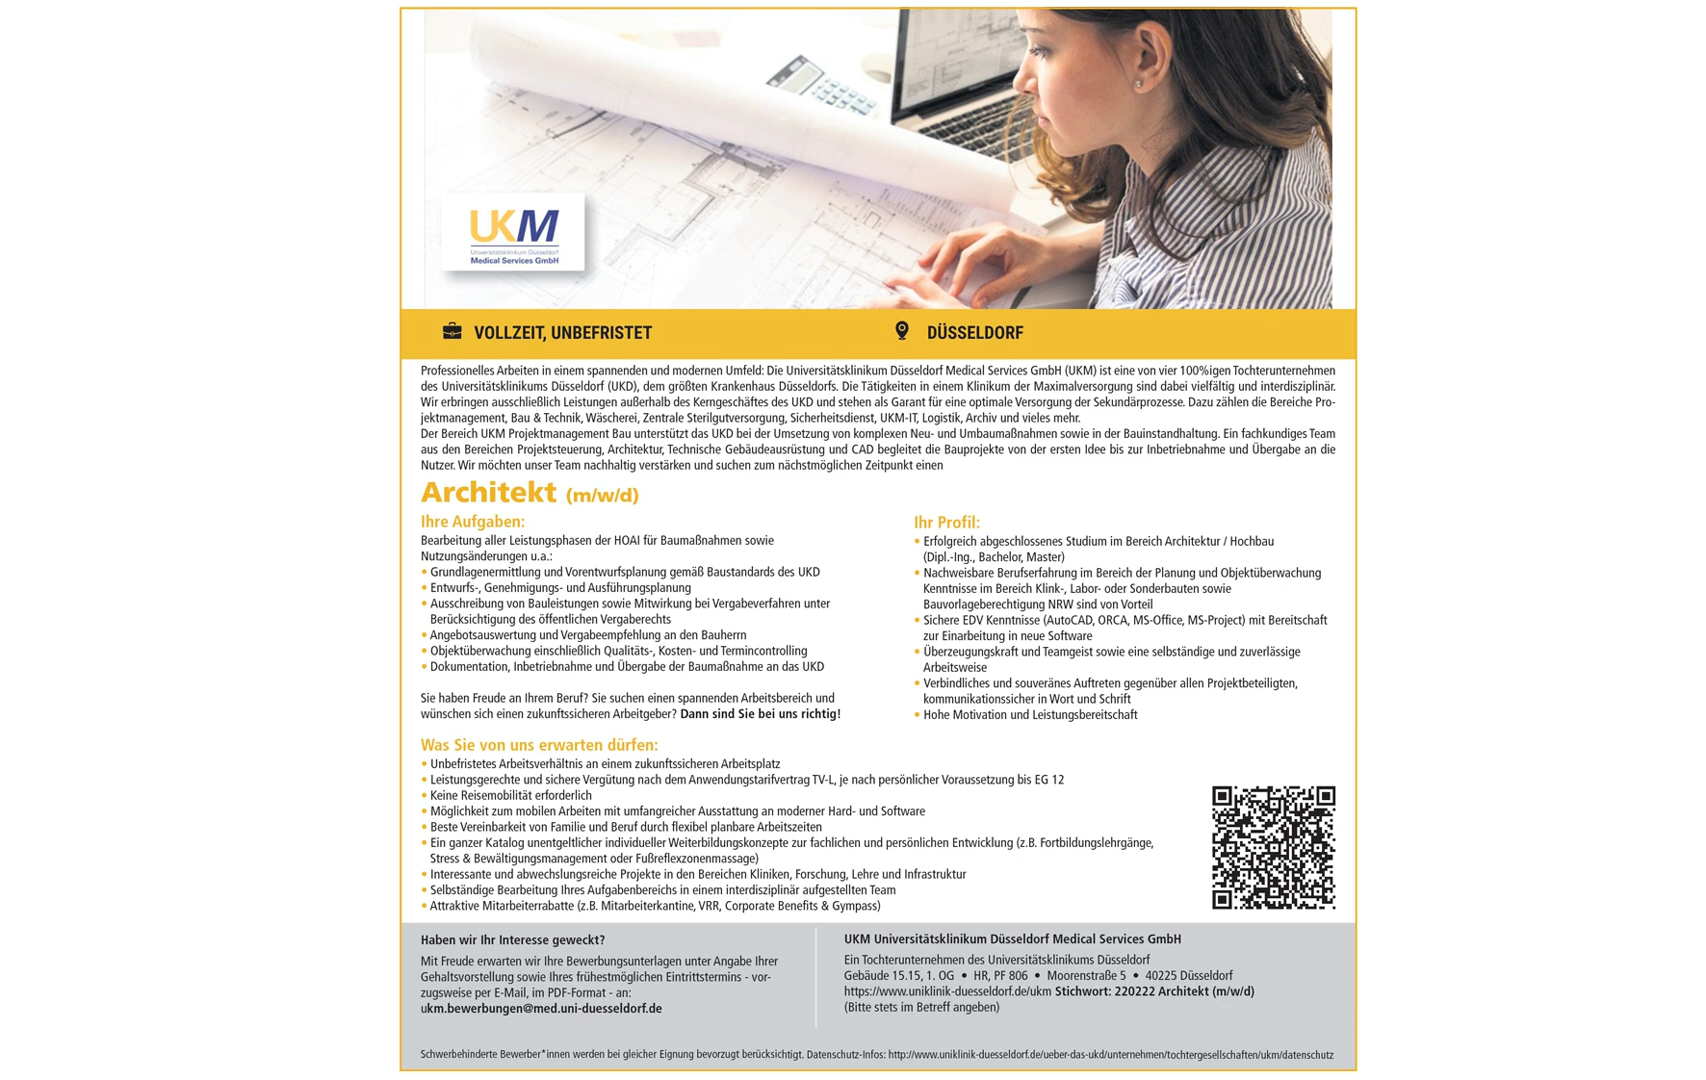 UKM
Universitätsklinikum Düsseldorf
Medical Services GmbH
VOLLZEIT, UNBEFRISTET
DÜSSELDORF
Professionelles Arbeiten in einem spannenden und modernen Umfeld: Die Universitätsklinikum Düsseldorf Medical Services GmbH (UKM) ist eine von vier 100%igen Tochterunternehmen
des Universitätsklinikums Düsseldorf (UKD), dem größten Krankenhaus Düsseldorfs. Die Tätigkeiten in einem Klinikum der Maximalversorgung sind dabei vielfältig und interdisziplinär.
Wir erbringen ausschließlich Leistungen außerhalb des Kerngeschäftes des UKD und stehen als Garant für eine optimale Versorgung der Sekundärprozesse. Dazu zählen die Bereiche Pro-
jektmanagement, Bau & Technik, Wäscherei, Zentrale Sterilgutversorgung, Sicherheitsdienst, UKM-IT, Logistik, Archiv und vieles mehr.
Der Bereich UKM Projektmanagement Bau unterstützt das UKD bei der Umsetzung von komplexen Neu- und Umbaumaßnahmen sowie in der Bauinstandhaltung. Ein fachkundiges Team
aus den Bereichen Projektsteuerung, Architektur, Technische Gebäudeausrüstung und CAD begleitet die Bauprojekte von der ersten Idee bis zur Inbetriebnahme und Übergabe an die
Nutzer. Wir möchten unser Team nachhaltig verstärken und suchen zum nächstmöglichen Zeitpunkt einen
Architekt (m/w/d)
Ihre Aufgaben:
Bearbeitung aller Leistungsphasen der HOAI für Baumaßnahmen sowie
Nutzungsänderungen u.a.:
• Grundlagenermittlung und Vorentwurfsplanung gemäß Baustandards des UKD
• Entwurfs-, Genehmigungs- und Ausführungsplanung
• Ausschreibung von Bauleistungen sowie Mitwirkung bei Vergabeverfahren unter
Berücksichtigung des öffentlichen Vergaberechts
• Angebotsauswertung und Vergabeempfehlung an den Bauherrn
• Objektüberwachung einschließlich Qualitäts-, Kosten- und Termincontrolling
• Dokumentation, Inbetriebnahme und Übergabe der Baumaßnahme an das UKD
Sie haben Freude an Ihrem Beruf? Sie suchen einen spannenden Arbeitsbereich und
wünschen sich einen zukunftssicheren Arbeitgeber? Dann sind Sie bei uns richtig!
Ihr Profil:
• Erfolgreich abgeschlossenes Studium im Bereich Architektur / Hochbau
(Dipl.-Ing., Bachelor, Master)
• Nachweisbare Berufserfahrung im Bereich der Planung und Objektüberwachung
Kenntnisse im Bereich Klink-, Labor- oder Sonderbauten sowie
Bauvorlageberechtigung NRW sind von Vorteil
• Sichere EDV Kenntnisse (AutoCAD, ORCA, MS-Office, MS-Project) mit Bereitschaft
zur Einarbeitung in neue Software
• Überzeugungskraft und Teamgeist sowie eine selbständige und zuverlässige
Arbeitsweise
• Verbindliches und souveränes Auftreten gegenüber allen Projektbeteiligten,
kommunikationssicher in Wort und Schrift
• Hohe Motivation und Leistungsbereitschaft
Was Sie von uns erwarten dürfen:
• Unbefristetes Arbeitsverhältnis an einem zukunftssicheren Arbeitsplatz
• Leistungsgerechte und sichere Vergütung nach dem Anwendungstarifvertrag TV-L, je nach persönlicher Voraussetzung bis EG 12
• Keine Reisemobilität erforderlich
• Möglichkeit zum mobilen Arbeiten mit umfangreicher Ausstattung an moderner Hard- und Software
• Beste Vereinbarkeit von Familie und Beruf durch flexibel planbare Arbeitszeiten
• Ein ganzer Katalog unentgeltlicher individueller Weiterbildungskonzepte zur fachlichen und persönlichen Entwicklung (z.B. Fortbildungslehrgänge,
Stress & Bewältigungsmanagement oder Fußreflexzonenmassage)
• Interessante und abwechslungsreiche Projekte in den Bereichen Kliniken, Forschung, Lehre und Infrastruktur
• Selbständige Bearbeitung Ihres Aufgabenbereichs in einem interdisziplinär aufgestellten Team
• Attraktive Mitarbeiterrabatte (z.B. Mitarbeiterkantine, VRR, Corporate Benefits & Gympass)
Haben wir Ihr Interesse geweckt?
Mit Freude erwarten wir Ihre Bewerbungsunterlagen unter Angabe Ihrer
Gehaltsvorstellung sowie Ihres frühestmöglichen Eintrittstermins - vor-
zugsweise per E-Mail, im PDF-Format - an:
ukm.bewerbungen@med.uni-duesseldorf.de
UKM Universitätsklinikum Düsseldorf Medical Services GmbH
Ein Tochterunternehmen des Universitätsklinikums Düsseldorf
Gebäude 15.15, 1. OG • HR, PF 806 • Moorenstraße 5 • 40225 Düsseldorf
https://www.uniklinik-duesseldorf.de/ukm Stichwort: 220222 Architekt (m/w/d)
(Bitte stets im Betreff angeben)
Schwerbehinderte Bewerber*innen werden bei gleicher Eignung bevorzugt berücksichtigt. Datenschutz-Infos: http://www.uniklinik-duesseldorf.de/ueber-das-ukd/unternehmen/tochtergesellschaften/ukm/datenschutz